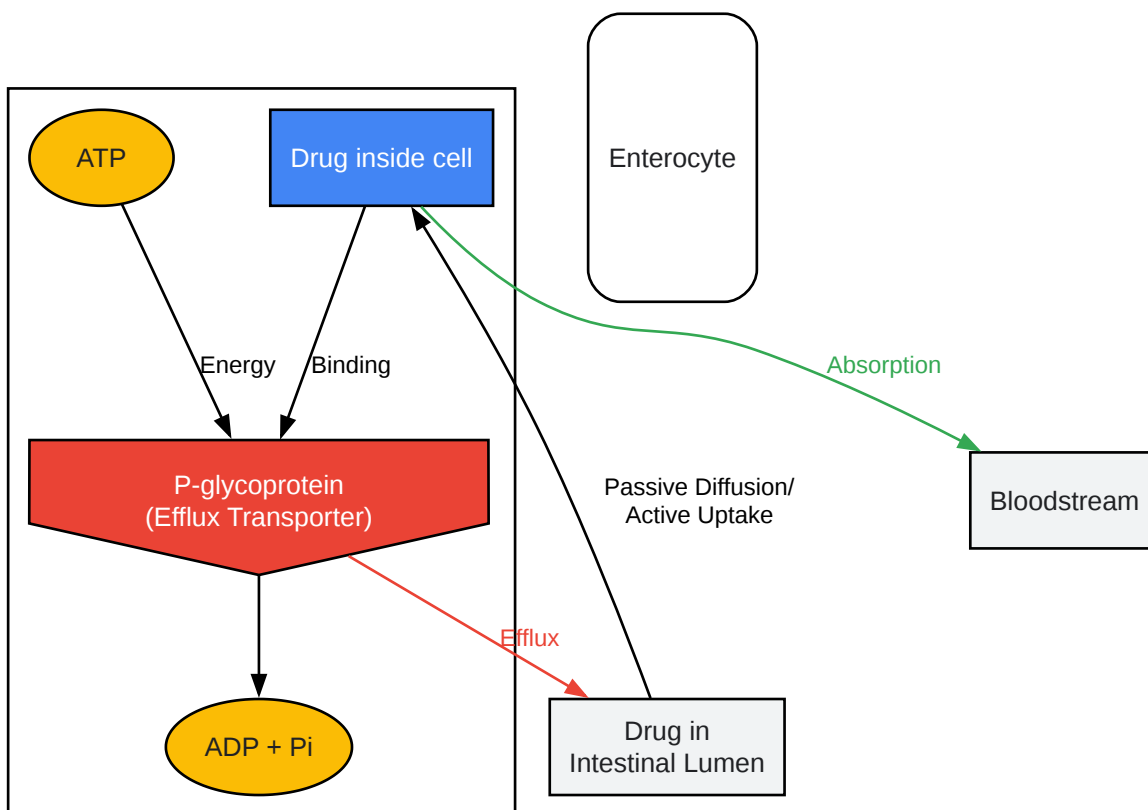 ATP
Drug inside cell
Enterocyte
Energy
Binding
Absorption
P-glycoprotein
(Efflux Transporter)
Passive Diffusion/
Active Uptake
Bloodstream
Efflux
ADP + Pi
Drug in
Intestinal Lumen